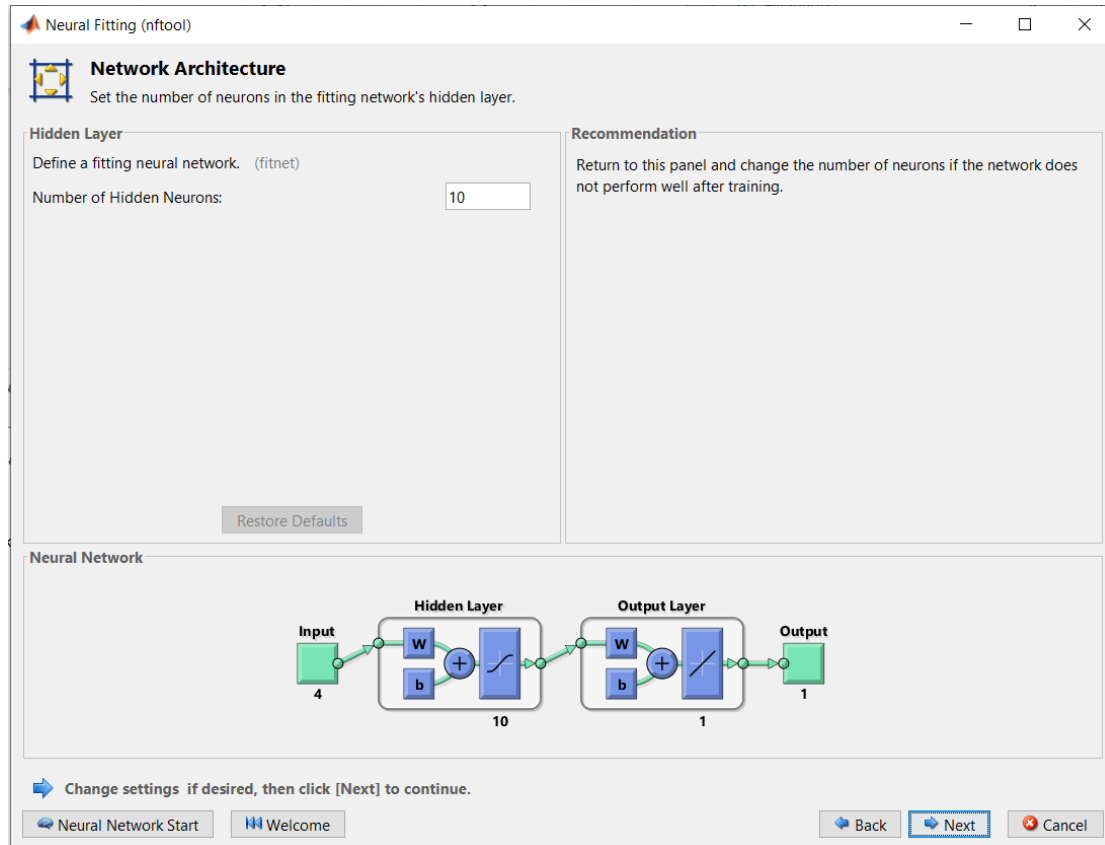 Neural Fitting (nftool)
Network Architecture
Set the number of neurons in the fitting network's hidden layer.
Hidden Layer
Define a fitting neural network. (fitnet)
Number of Hidden Neurons:
10
Restore Defaults
Recommendation
Return to this panel and change the number of neurons if the network does
not perform well after training.
Neural Network
Hidden Layer
Output Layer
Input
Output
W
b
W
b
4
10
1
1
Change settings if desired, then click [Next] to continue.
Neural Network Start
Welcome
Back
Next
Cancel